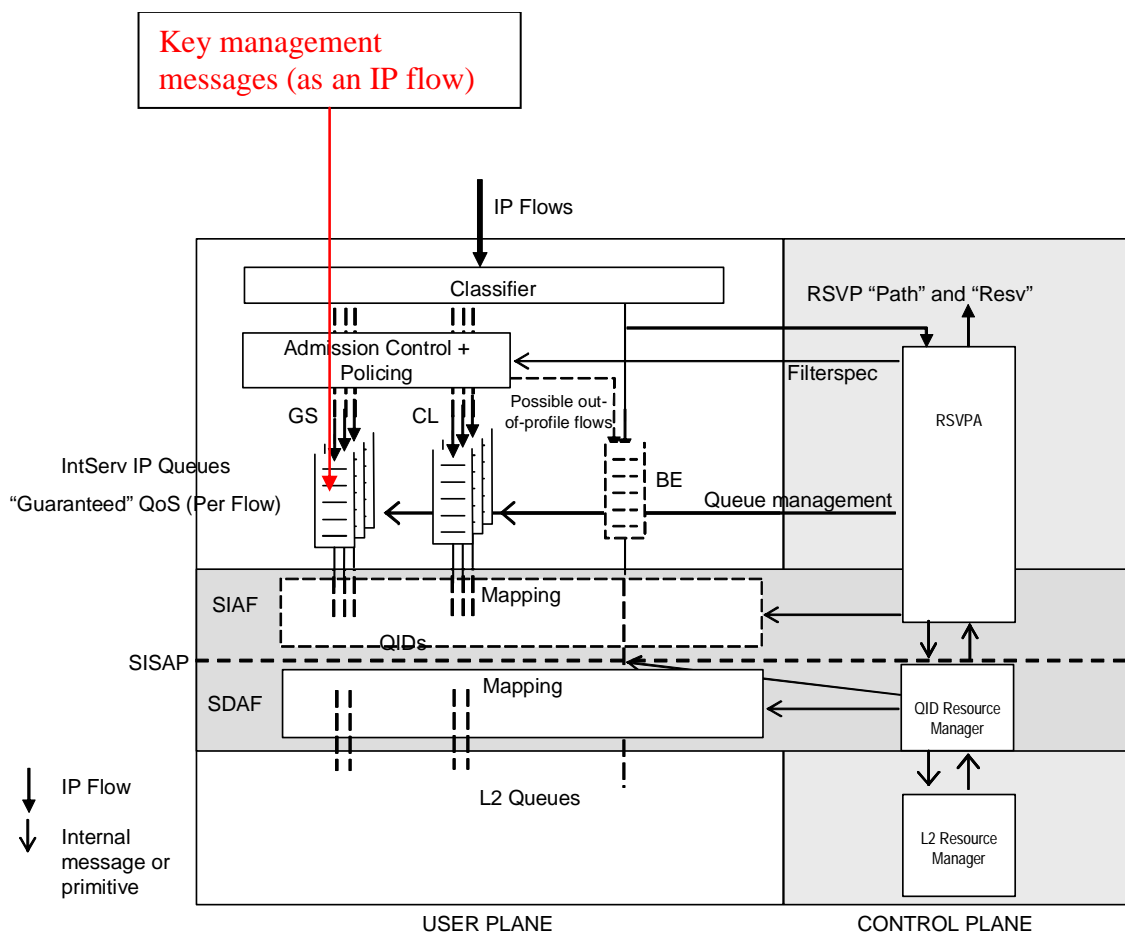 Key management
messages (as an IP flow)
IP Flows
Classifier
RSVP “Path” and “Resv”
Admission Control +
Policing
Filterspec
Possible out-
of-profile flows
GS
CL
RSVPA
IntServ IP Queues
BE
“Guaranteed” QoS (Per Flow)
Queue management
Mapping
SIAF
QIDs
SISAP
Mapping
SDAF
QID Resource
Manager
IP Flow
L2 Queues
Internal
message or
primitive
L2 Resource
Manager
USER PLANE
CONTROL PLANE